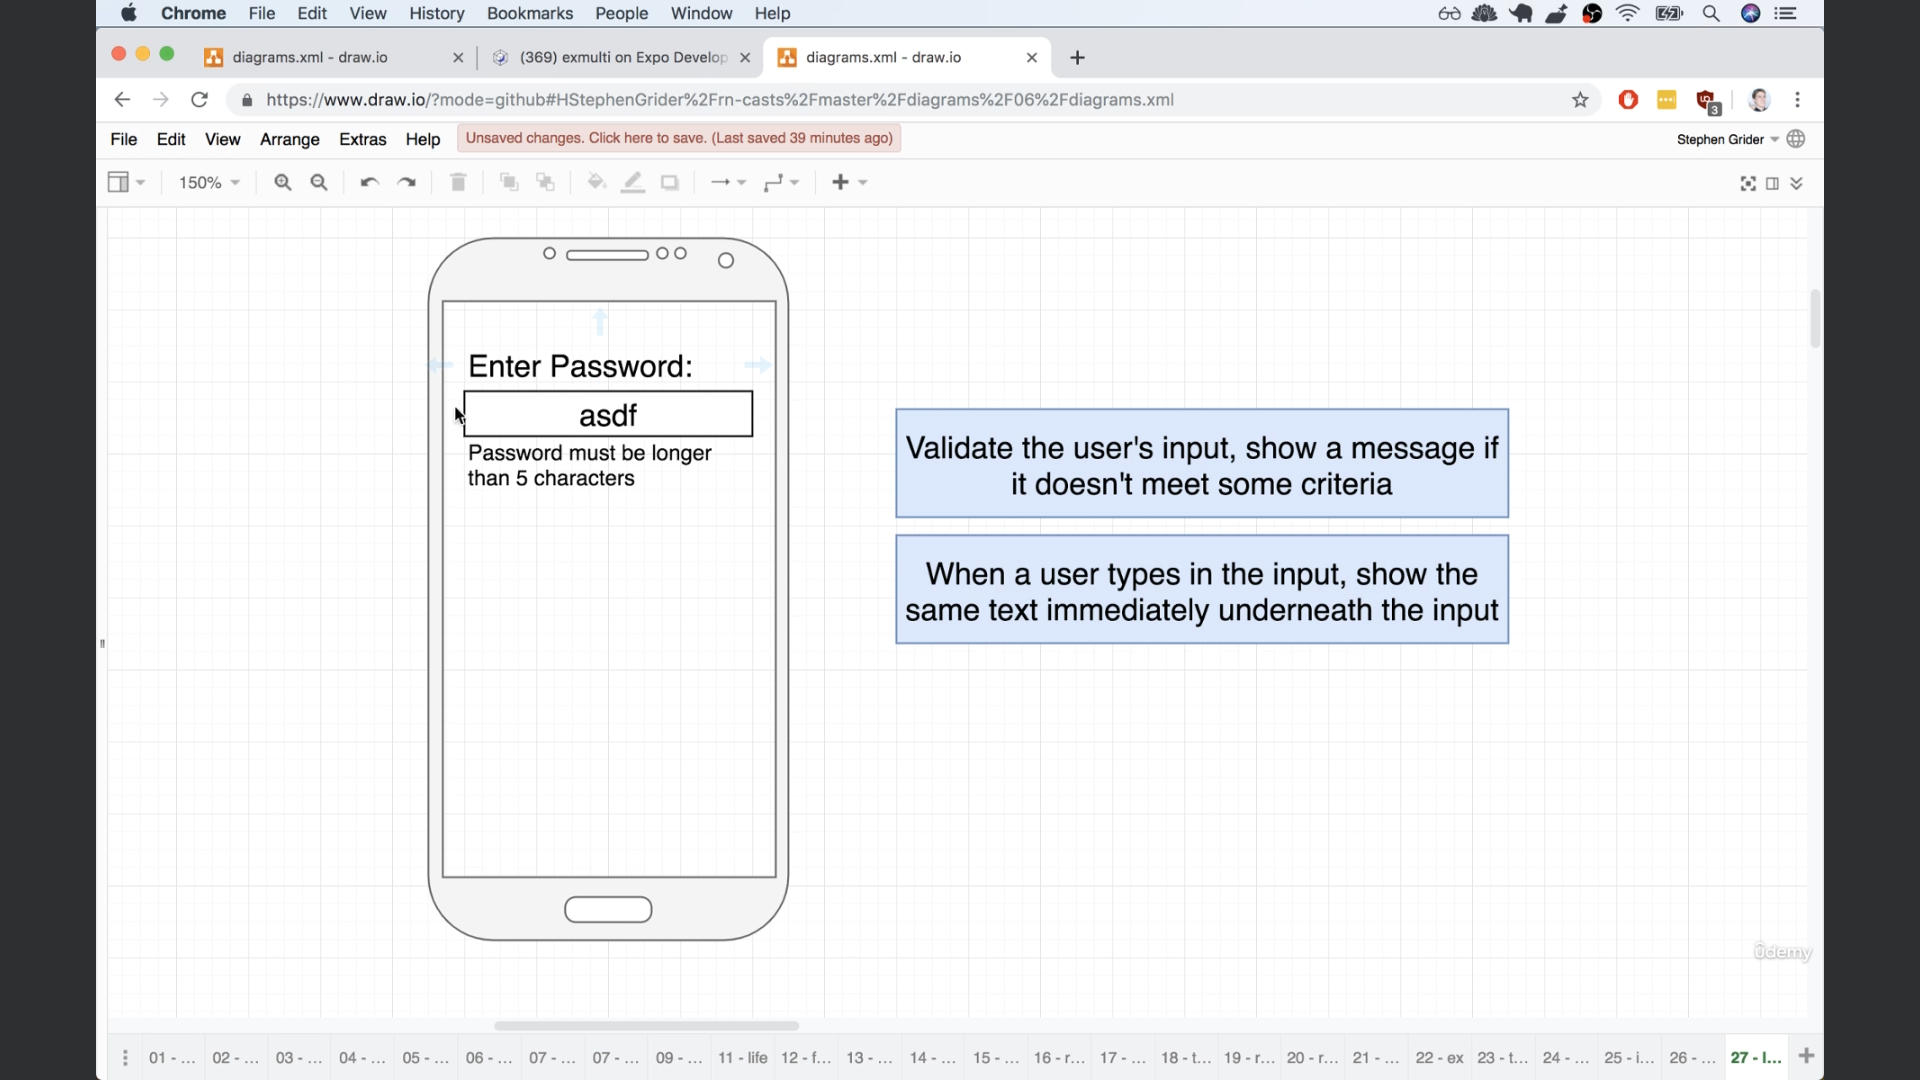 Chrome File Edit View History Bookmarks People Window Help
diagrams.xml - draw.io
(369) exmulti on Expo Develop
diagrams.xml - draw.io
https://www.draw.io/?mode=github#HStephenGrider%2Frn-casts%2Fmaster%2Fdiagrams%2F06%2Fdiagrams.xml
3
File Edit View Arrange Extras Help
Unsaved changes. Click here to save. (Last saved 39 minutes ago)
Stephen Grider
150%
Enter Password:
asdf
Password must be longer
than 5 characters
Validate the user's input, show a message if
it doesn't meet some criteria
When a user types in the input, show the
same text immediately underneath the input
ûdemy
01 - ... 02 - ... 03 - ... 04 - ... 05 - ... 06 - ... 07 - ... 07 - ... 09 - ... 11 - life 12 - f... 13 - ... 14 - ... 15 - ... 16 - r... 17 - ... 18 - t... 19 - r... 20 - r... 21 - ... 22 - ex 23 - t... 24 - ... 25 - i... 26 - ... 27 - l...